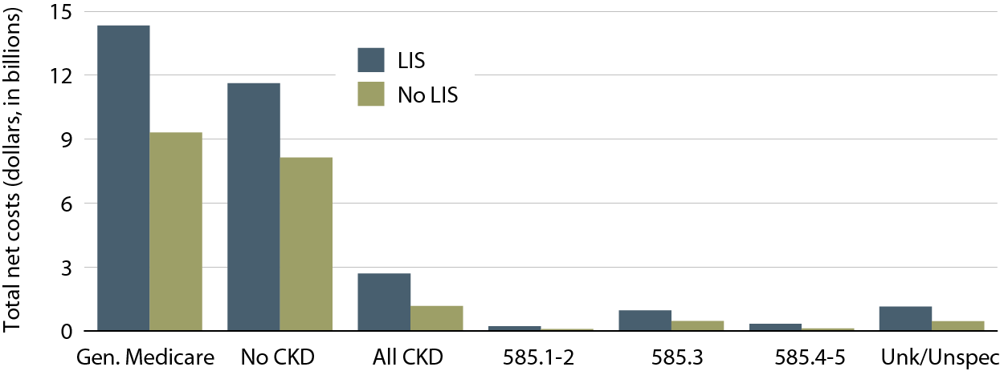 Total net costs (dollars, in billions)
15
12
9
6
3
0
LIS
No LIS
Gen. Medicare
No CKD
All CKD
585.1-2
585.3
585.4-5
Unk/Unspec